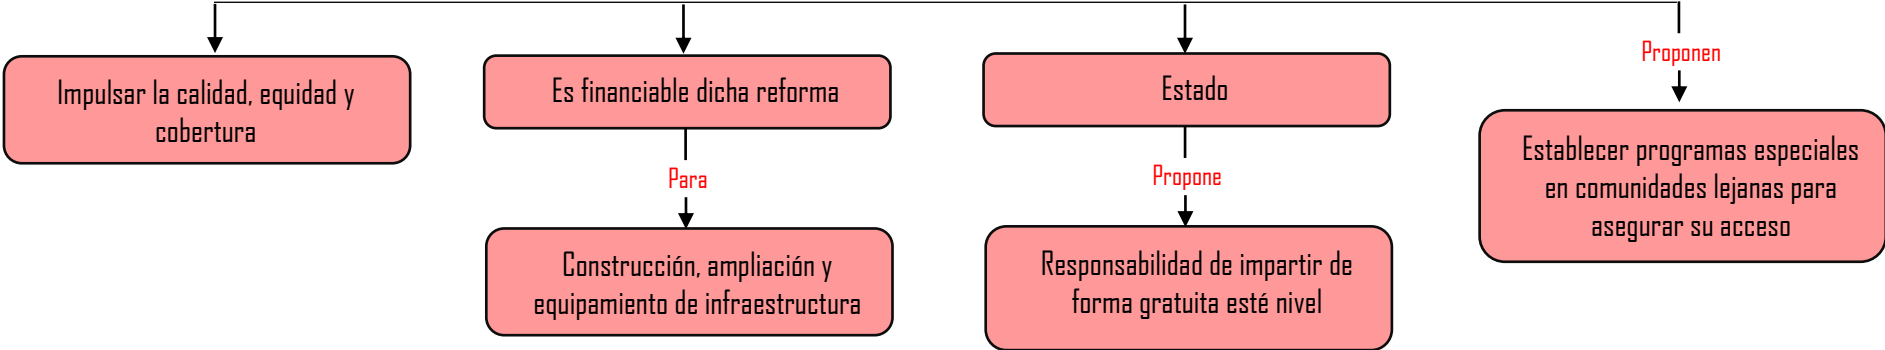 Impulsar la calidad, equidad y
cobertura
Es financiable dicha reforma
Para
Construcción, ampliación y
equipamiento de infraestructura
Estado
Propone
Responsabilidad de impartir de
forma gratuita esté nivel
Proponen
Establecer programas especiales
en comunidades lejanas para
asegurar su acceso